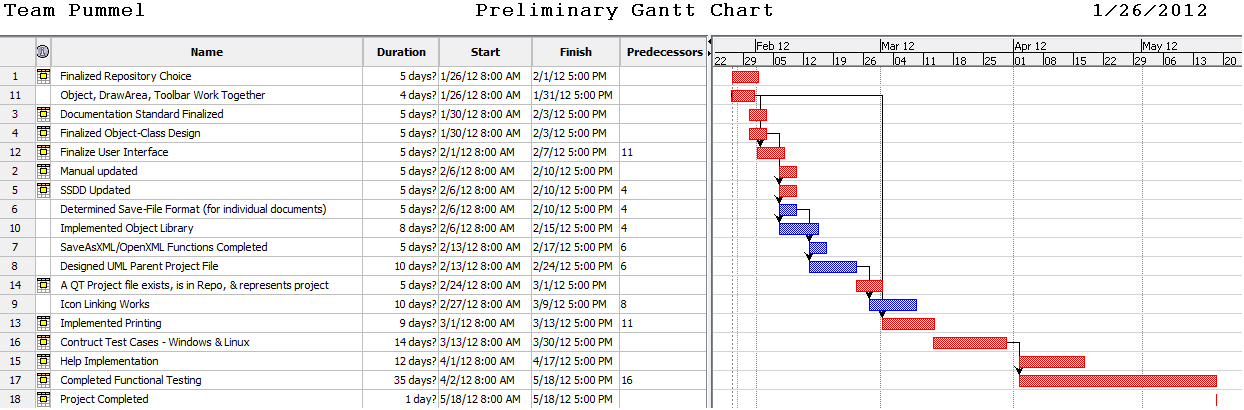 Team Pummel Preliminary Gantt Chart 1/26/2012
Name Duration Start Finish Predecessors Feb 12 Mar 12 Apr 12 May 12
22 29 05 12 19 26 04 11 18 25 01 08 15 22 29 06 13 20
1 Finalized Repository Choice 5 days? 1/26/12 8:00 AM 2/1/12 5:00 PM
11 Object, DrawArea, Toolbar Work Together 4 days? 1/26/12 8:00 AM 1/31/12 5:00 PM
3 Documentation Standard Finalized 5 days? 1/30/12 8:00 AM 2/3/12 5:00 PM
4 Finalized Object-Class Design 5 days? 1/30/12 8:00 AM 2/3/12 5:00 PM
12 Finalize User Interface 5 days? 2/1/12 8:00 AM 2/7/12 5:00 PM 11
2 Manual updated 5 days? 2/6/12 8:00 AM 2/10/12 5:00 PM
5 SSDD Updated 5 days? 2/6/12 8:00 AM 2/10/12 5:00 PM 4
6 Determined Save-File Format (for individual documents) 5 days? 2/6/12 8:00 AM 2/10/12 5:00 PM 4
10 Implemented Object Library 8 days? 2/6/12 8:00 AM 2/15/12 5:00 PM 4
7 SaveAsXML/OpenXML Functions Completed 5 days? 2/13/12 8:00 AM 2/17/12 5:00 PM 6
8 Designed UML Parent Project File 10 days? 2/13/12 8:00 AM 2/24/12 5:00 PM 6
14 A QT Project file exists, is in Repo, & represents project 5 days? 2/24/12 8:00 AM 3/1/12 5:00 PM
9 Icon Linking Works 10 days? 2/27/12 8:00 AM 3/9/12 5:00 PM 8
13 Implemented Printing 9 days? 3/1/12 8:00 AM 3/13/12 5:00 PM 11
16 Contruct Test Cases - Windows & Linux 14 days? 3/13/12 8:00 AM 3/30/12 5:00 PM
15 Help Implementation 12 days? 4/1/12 8:00 AM 4/17/12 5:00 PM
17 Completed Functional Testing 35 days? 4/2/12 8:00 AM 5/18/12 5:00 PM 16
18 Project Completed 1 day? 5/18/12 8:00 AM 5/18/12 5:00 PM